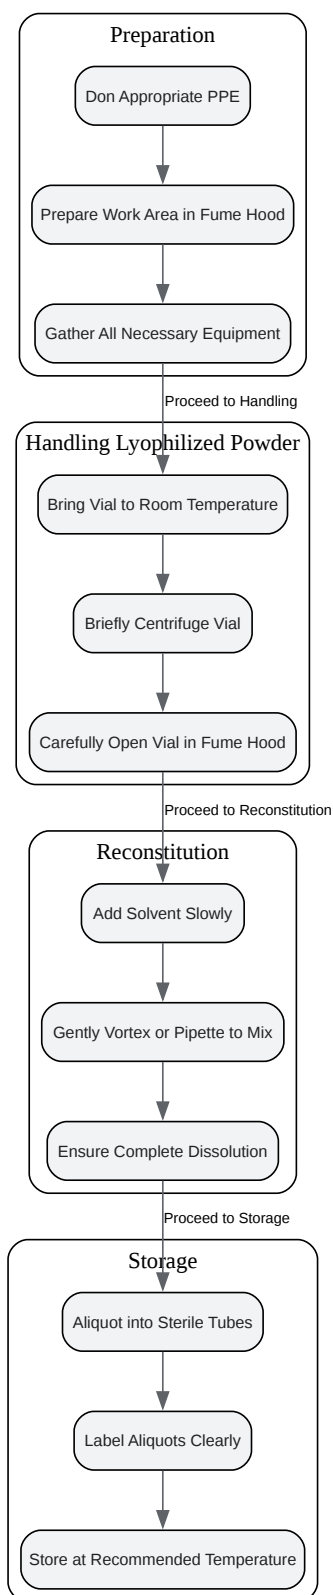 Preparation
Don Appropriate PPE
Prepare Work Area in Fume Hood
Gather All Necessary Equipment
Proceed to Handling
Handling Lyophilized Powder
Bring Vial to Room Temperature
Briefly Centrifuge Vial
Carefully Open Vial in Fume Hood
Proceed to Reconstitution
Reconstitution
Add Solvent Slowly
Gently Vortex or Pipette to Mix
Ensure Complete Dissolution
Proceed to Storage
Storage
Aliquot into Sterile Tubes
Label Aliquots Clearly
Store at Recommended Temperature